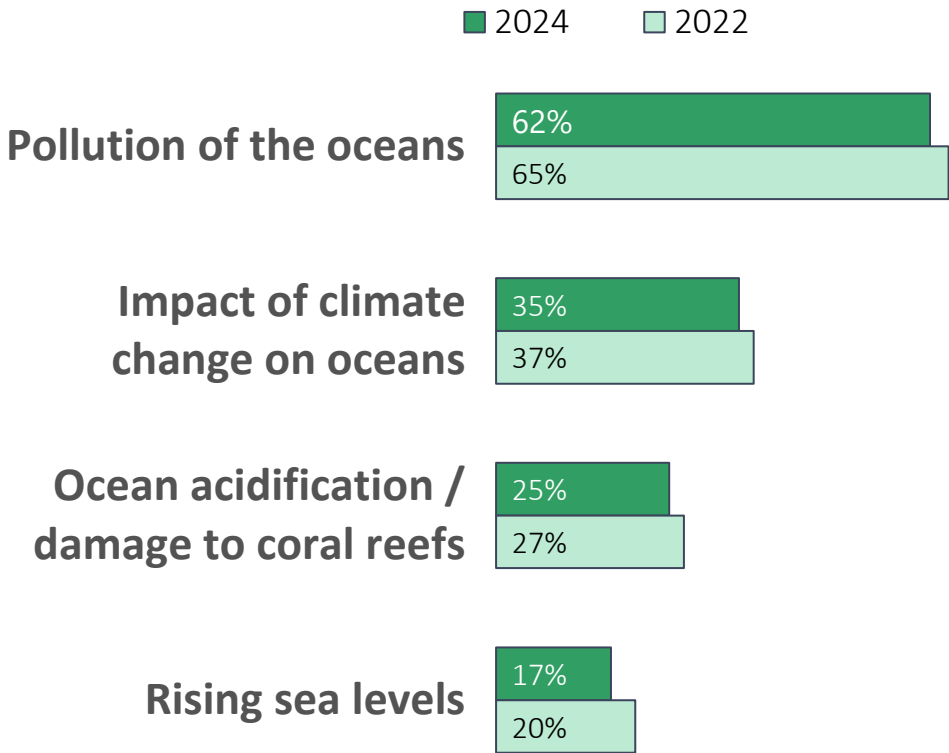 2024 2022
62%
Pollution of the oceans
65%
Impact of climate
change on oceans
35%
37%
Ocean acidification /
damage to coral reefs
25%
27%
17%
Rising sea levels
20%